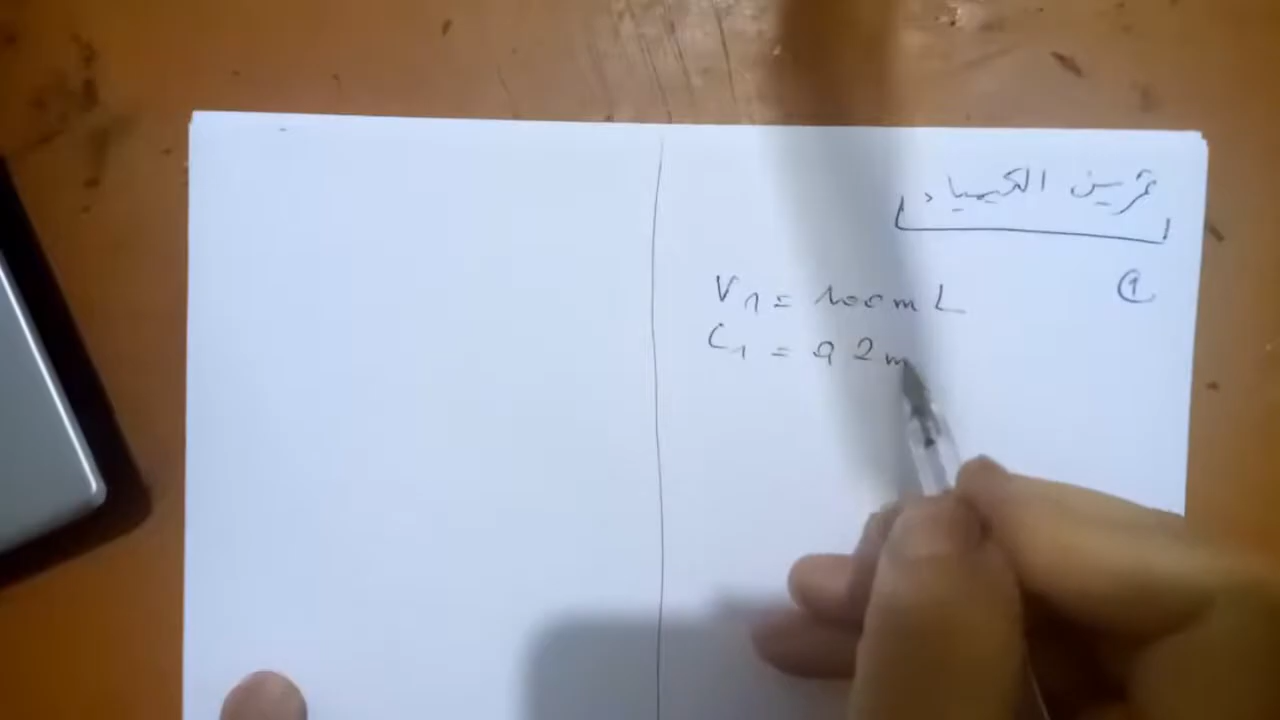 تمرين الكيمياء
①
V1 = 100 mL
C1 = 0,2 m